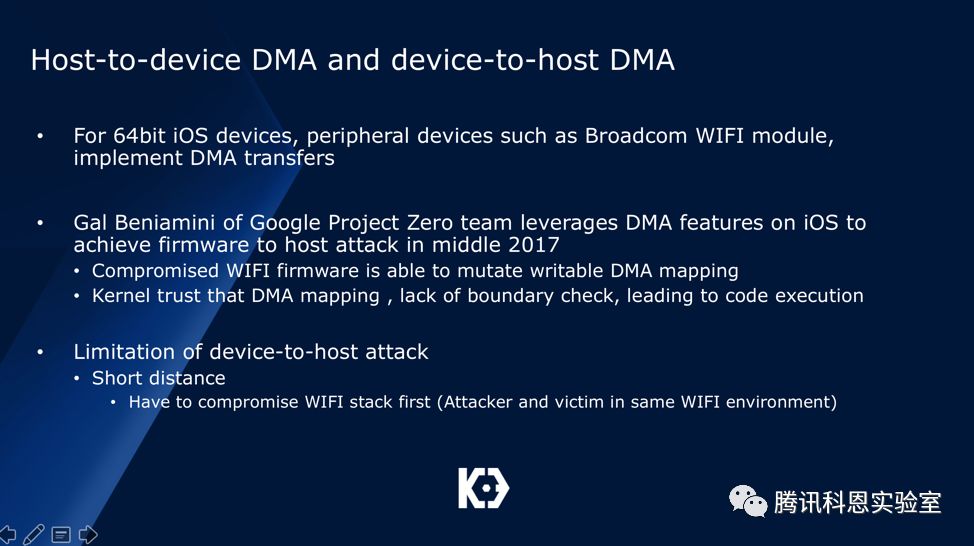 Host-to-device DMA and device-to-host DMA
• For 64bit iOS devices, peripheral devices such as Broadcom WIFI module,
implement DMA transfers
• Gal Beniamini of Google Project Zero team leverages DMA features on iOS to
achieve firmware to host attack in middle 2017
• Compromised WIFI firmware is able to mutate writable DMA mapping
• Kernel trust that DMA mapping , lack of boundary check, leading to code execution
• Limitation of device-to-host attack
• Short distance
• Have to compromise WIFI stack first (Attacker and victim in same WIFI environment)
腾讯科恩实验室